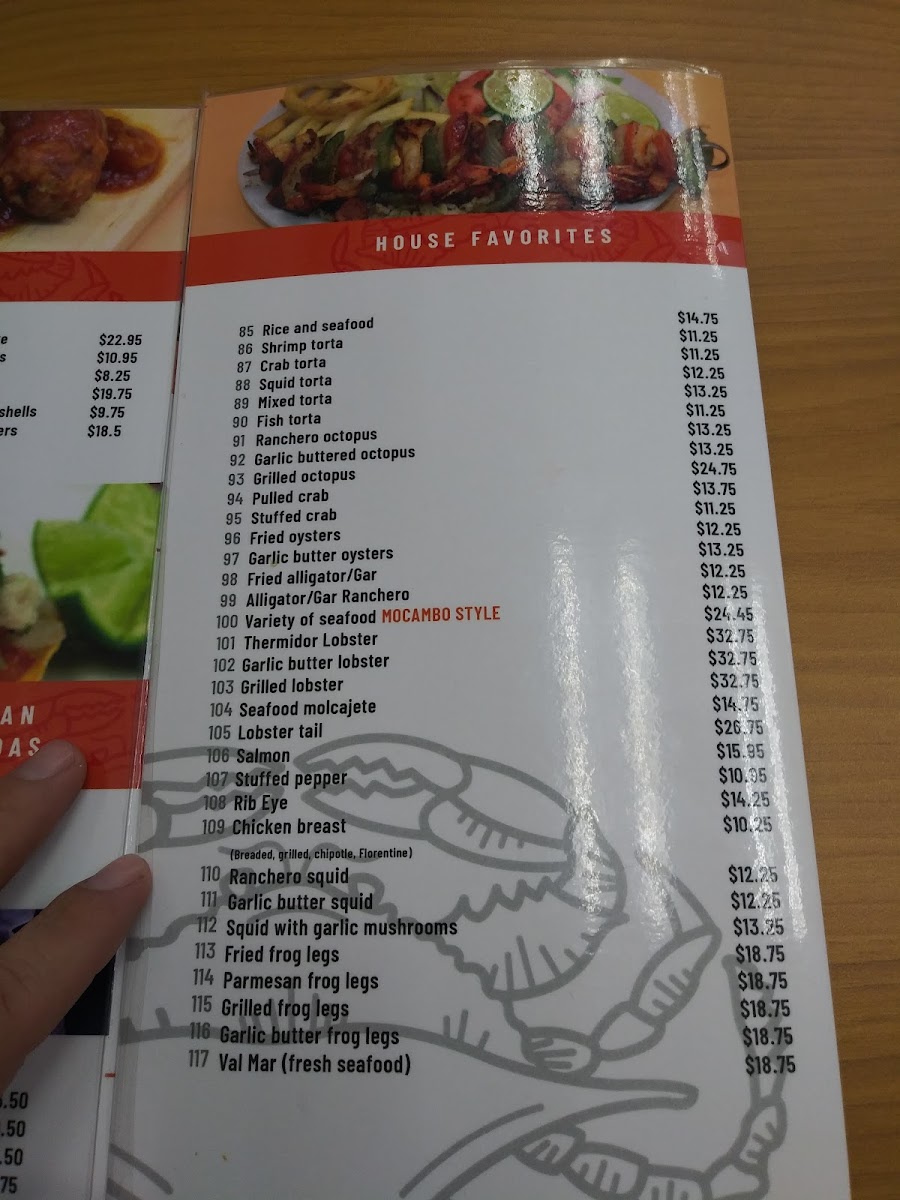 $22.95
$10.95
$8.25
$19.75
shells $9.75
ers $18.5
AN
DAS
.50
.50
.50
75
HOUSE FAVORITES
85 Rice and seafood $14.75
86 Shrimp torta $11.25
87 Crab torta $11.25
88 Squid torta $12.25
89 Mixed torta $13.25
90 Fish torta $11.25
91 Ranchero octopus $13.25
92 Garlic buttered octopus $13.25
93 Grilled octopus $24.75
94 Pulled crab $13.75
95 Stuffed crab $11.25
96 Fried oysters $12.25
97 Garlic butter oysters $13.25
98 Fried alligator/Gar $12.25
99 Alligator/Gar Ranchero $12.25
100 Variety of seafood MOCAMBO STYLE $24.45
101 Thermidor Lobster $32.75
102 Garlic butter lobster $32.75
103 Grilled lobster $32.75
104 Seafood molcajete $14.75
105 Lobster tail $26.75
106 Salmon $15.95
107 Stuffed pepper $10.95
108 Rib Eye $14.25
109 Chicken breast $10.25
(Breaded, grilled, chipotle, Florentine)
110 Ranchero squid $12.25
111 Garlic butter squid $12.25
112 Squid with garlic mushrooms $13.25
113 Fried frog legs $18.75
114 Parmesan frog legs $18.75
115 Grilled frog legs $18.75
116 Garlic butter frog legs $18.75
117 Val Mar (fresh seafood) $18.75